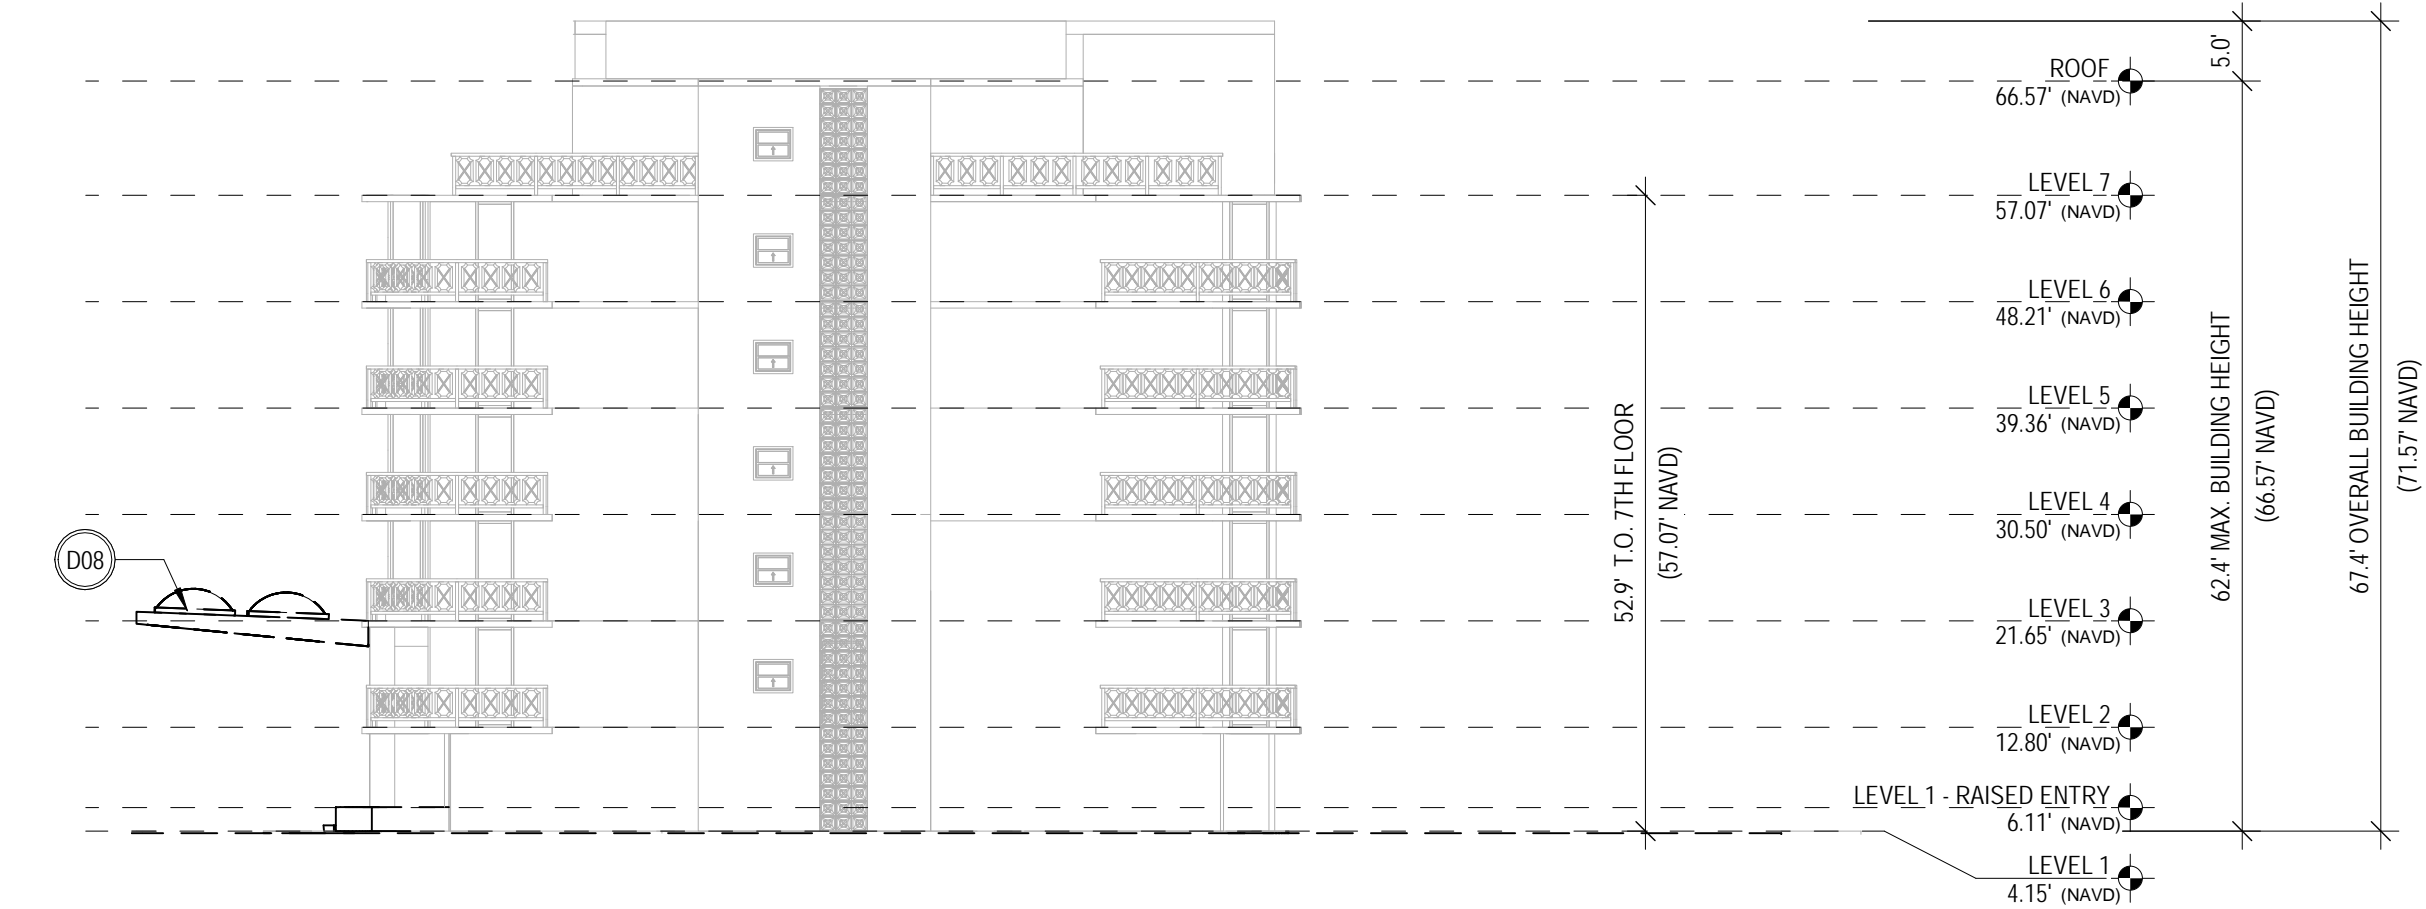 5.0'
ROOF
66.57' (NAVD)
LEVEL 7
57.07' (NAVD)
LEVEL 6
48.21' (NAVD)
LEVEL 5
39.36' (NAVD)
LEVEL 4
30.50' (NAVD)
LEVEL 3
21.65' (NAVD)
LEVEL 2
12.80' (NAVD)
LEVEL 1 - RAISED ENTRY
6.11' (NAVD)
LEVEL 1
4.15' (NAVD)
D08
52.9' T.O. 7TH FLOOR
(57.07' NAVD)
62.4' MAX. BUILDING HEIGHT
(66.57' NAVD)
67.4' OVERALL BUILDING HEIGHT
(71.57' NAVD)